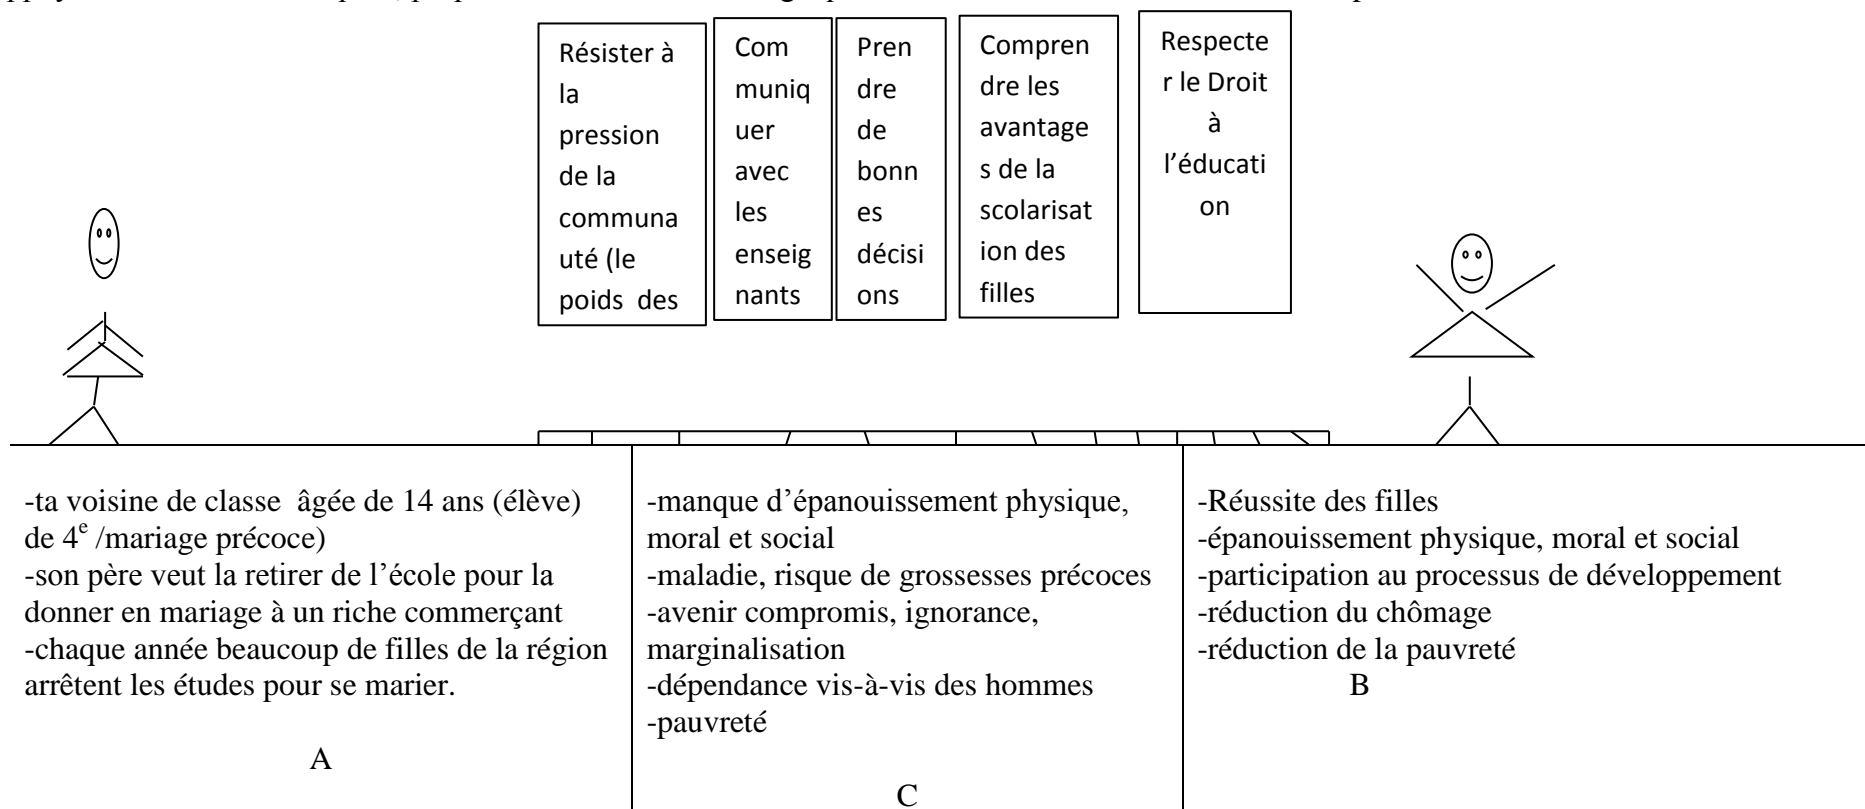 Résister à
la
pression
de la
communa
uté (le
poids des
Com
muniq
uer
avec
les
enseig
nants
Pren
dre
de
bonn
es
décisi
ons
Compren
dre les
avantage
s de la
scolarisat
ion des
filles
Respecte
r le Droit
à
l’éducati
on
-ta voisine de classe âgée de 14 ans (élève)
de 4e /mariage précoce)
-son père veut la retirer de l’école pour la
donner en mariage à un riche commerçant
-chaque année beaucoup de filles de la région
arrêtent les études pour se marier.
A
-manque d’épanouissement physique,
moral et social
-maladie, risque de grossesses précoces
-avenir compromis, ignorance,
marginalisation
-dépendance vis-à-vis des hommes
-pauvreté
C
-Réussite des filles
-épanouissement physique, moral et social
-participation au processus de développement
-réduction du chômage
-réduction de la pauvreté
B